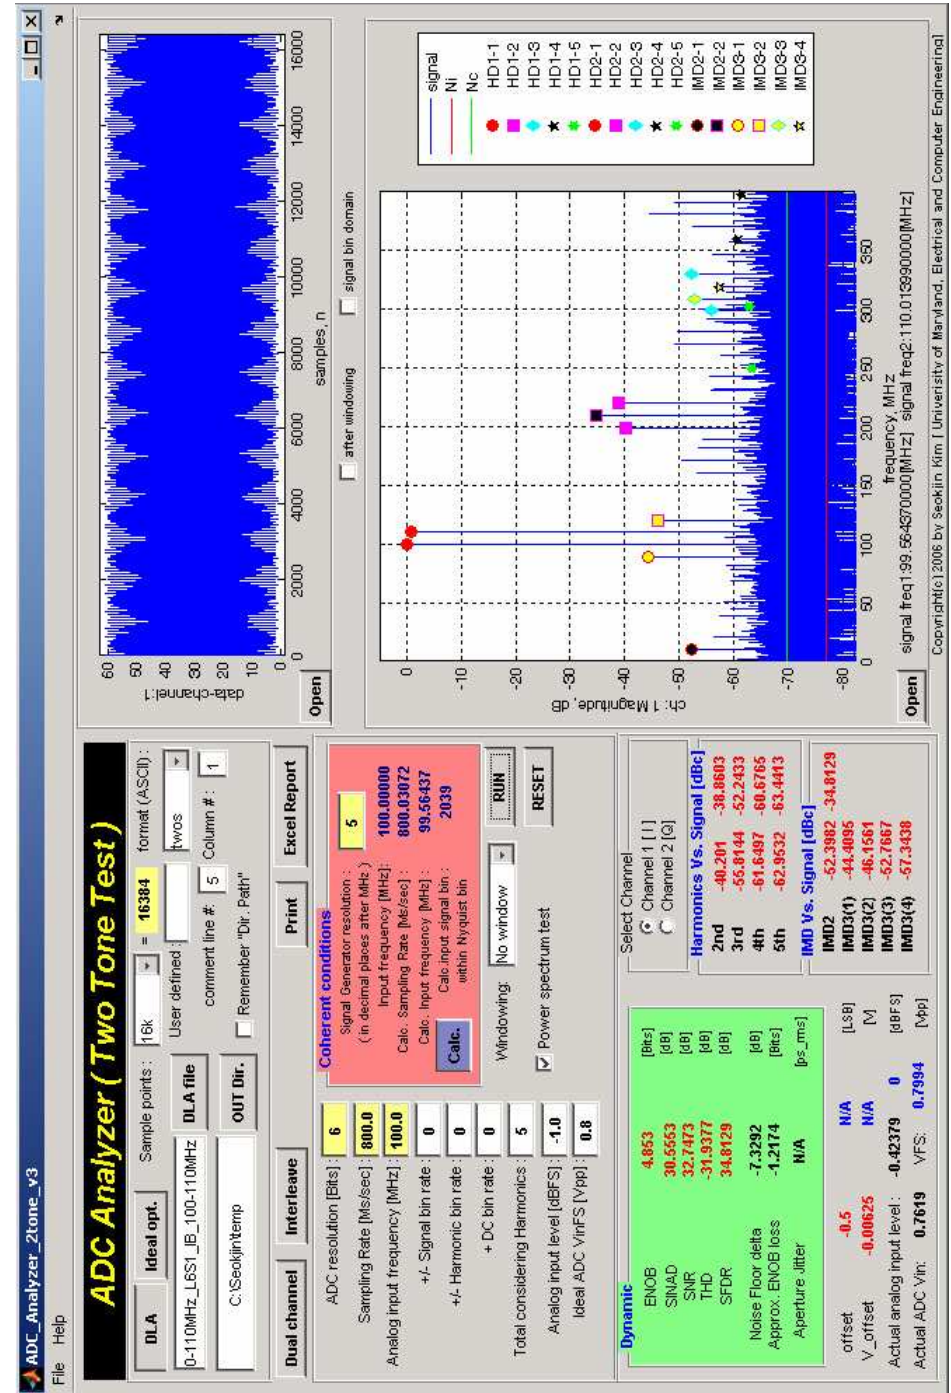 ADC_Analyzer_2tone_v3
File Help
ADC Analyzer ( Two Tone Test )
DLA
Ideal opt.
Sample points :
16k
=
16384
format (ASCII) :
0-110MHz_L6S1_IB_100-110MHz
DLA file
User defined :
twos
comment line #:
5
Column # :
1
C:\Seokjin\temp
OUT Dir.
Remember "Dir. Path"
Dual channel
Interleave
Print
Excel Report
ADC resolution [Bits] :
6
Sampling Rate [Ms/sec] :
800.0
Analog input frequency [MHz] :
100.0
+/- Signal bin rate :
0
+/- Harmonic bin rate :
0
+ DC bin rate :
0
Total considering Harmonics :
5
Analog input level [dBFS] :
-1.0
Ideal ADC VinFS [Vpp] :
0.8
Coherent conditions
Signal Generator resolution :
( in decimal places after MHz )
5
Input frequency [MHz]:
100.00000
Calc. Sampling Rate [Ms/sec] :
800.03072
Calc. Input frequency [MHz] :
99.56437
Calc.input signal bin :
2039
within Nyquist bin
Calc.
Windowing:
No window
RUN
Power spectrum test
RESET
Dynamic
ENOB 4.853 [Bits]
SINAD 30.5553 [dB]
SNR 32.7473 [dB]
THD -31.9377 [dB]
SFDR 34.8129 [dB]
Noise Floor delta -7.3292 [dB]
Approx. ENOB loss -1.2174 [Bits]
Aperture Jitter N/A [ps_rms]
offset -0.5 N/A [LSB]
V_offset -0.00625 N/A [V]
Actual analog input level : -0.42379 0 [dBFS]
Actual ADC Vin: 0.7619 VFS: 0.7994 [Vpp]
Select Channel
Channel 1 [ I ]
Channel 2 [Q]
Harmonics Vs. Signal [dBc]
2nd -40.201 -38.8603
3rd -55.8144 -52.2433
4th -61.6497 -60.6765
5th -62.9532 -63.4413
IMD Vs. Signal [dBc]
IMD2 -52.3982 -34.8129
IMD3(1) -44.4095
IMD3(2) -46.1561
IMD3(3) -52.7667
IMD3(4) -57.3438
data-channel:1
60
50
40
30
20
10
0
0 2000 4000 6000 8000 10000 12000 14000 16000
samples, n
Open
after windowing
signal bin domain
ch: 1 Magnitude, dB
0
-10
-20
-30
-40
-50
-60
-70
-80
0 50 100 150 200 250 300 350
frequency, MHz
signal freq1:99.564370000[MHz] signal freq2:110.013990000[MHz]
Open
signal
Ni
Nc
HD1-1
HD1-2
HD1-3
HD1-4
HD1-5
HD2-1
HD2-2
HD2-3
HD2-4
HD2-5
IMD2-1
IMD2-2
IMD3-1
IMD3-2
IMD3-3
IMD3-4
Copyright(c)2006 by Seokjin Kim [ Univerisity of Maryland, Electrical and Computer Engineering]